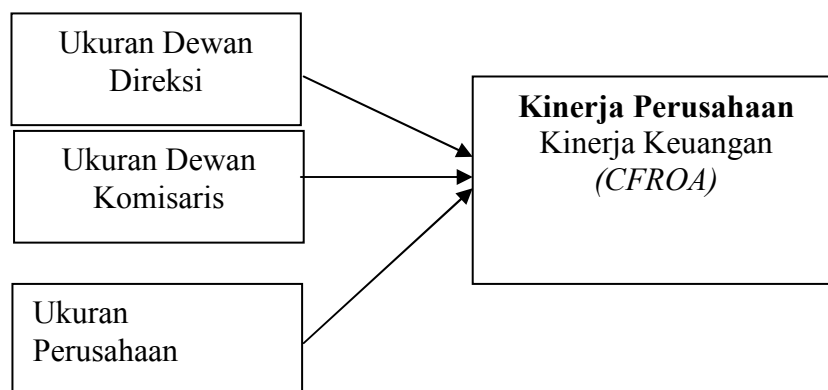 Ukuran Dewan
Direksi
Ukuran Dewan
Komisaris
Ukuran
Perusahaan
Kinerja Perusahaan
Kinerja Keuangan
(CFROA)